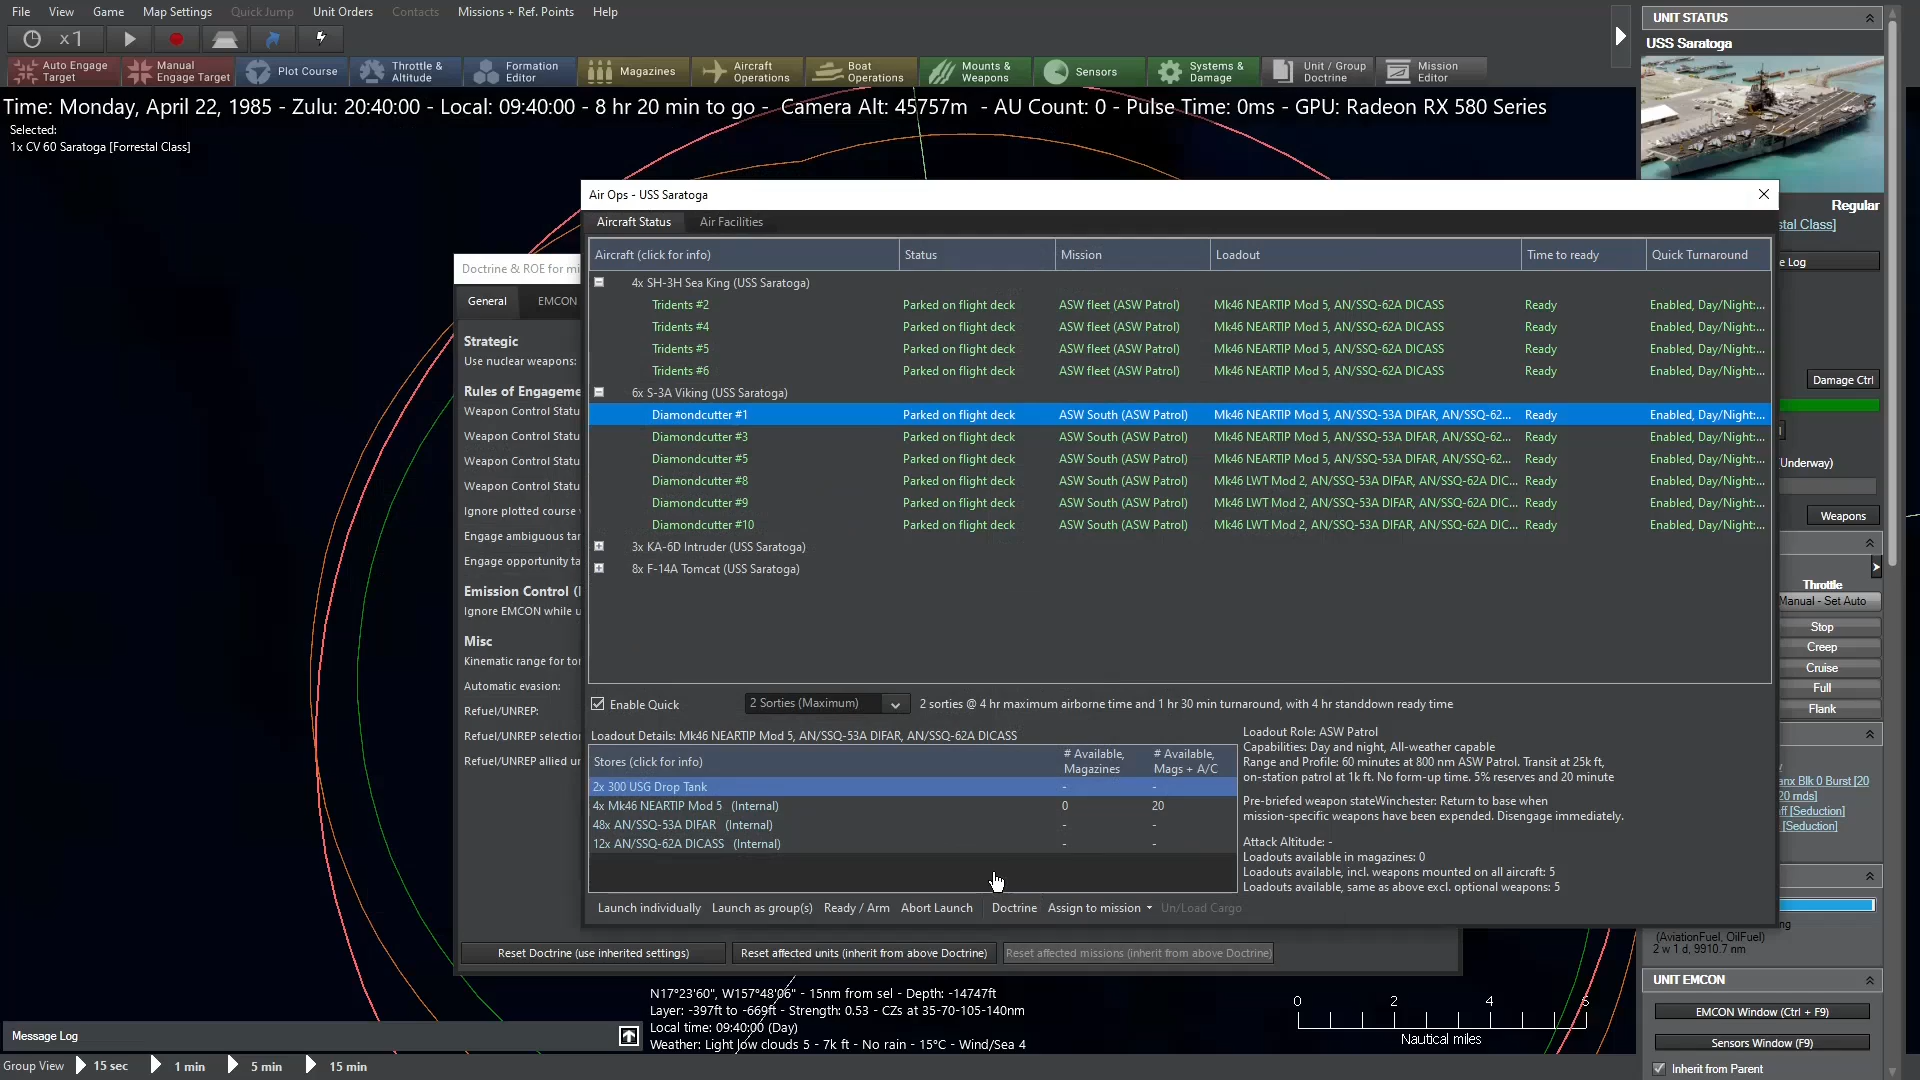 File View Game Map Settings Quick Jump Unit Orders Contacts Missions + Ref. Points Help
x1
Auto Engage Target Manual Engage Target Plot Course Throttle & Altitude Formation Editor Magazines Aircraft Operations Boat Operations Mounts & Weapons Sensors Systems & Damage Unit / Group Doctrine Mission Editor
Time: Monday, April 22, 1985 - Zulu: 20:40:00 - Local: 09:40:00 - 8 hr 20 min to go - Camera Alt: 45757m - AU Count: 0 - Pulse Time: 0ms - GPU: Radeon RX 580 Series
Selected:
1x CV 60 Saratoga [Forrestal Class]
Doctrine & ROE for mi
General EMCON
Strategic
Use nuclear weapons:
Rules of Engageme
Weapon Control Statu
Weapon Control Statu
Weapon Control Statu
Weapon Control Statu
Ignore plotted course
Engage ambiguous tar
Engage opportunity ta
Emission Control (
Ignore EMCON while u
Misc
Kinematic range for tor
Automatic evasion:
Refuel/UNREP:
Refuel/UNREP selectio
Refuel/UNREP allied ur
Reset Doctrine (use inherited settings) Reset affected units (inherit from above Doctrine) Reset affected missions (inherit from above Doctrine)
Air Ops - USS Saratoga
Aircraft Status Air Facilities
Aircraft (click for info) Status Mission Loadout Time to ready Quick Turnaround
4x SH-3H Sea King (USS Saratoga)
Tridents #2 Parked on flight deck ASW fleet (ASW Patrol) Mk46 NEARTIP Mod 5, AN/SSQ-62A DICASS Ready Enabled, Day/Night:...
Tridents #4 Parked on flight deck ASW fleet (ASW Patrol) Mk46 NEARTIP Mod 5, AN/SSQ-62A DICASS Ready Enabled, Day/Night:...
Tridents #5 Parked on flight deck ASW fleet (ASW Patrol) Mk46 NEARTIP Mod 5, AN/SSQ-62A DICASS Ready Enabled, Day/Night:...
Tridents #6 Parked on flight deck ASW fleet (ASW Patrol) Mk46 NEARTIP Mod 5, AN/SSQ-62A DICASS Ready Enabled, Day/Night:...
6x S-3A Viking (USS Saratoga)
Diamondcutter #1 Parked on flight deck ASW South (ASW Patrol) Mk46 NEARTIP Mod 5, AN/SSQ-53A DIFAR, AN/SSQ-62... Ready Enabled, Day/Night:...
Diamondcutter #3 Parked on flight deck ASW South (ASW Patrol) Mk46 NEARTIP Mod 5, AN/SSQ-53A DIFAR, AN/SSQ-62... Ready Enabled, Day/Night:...
Diamondcutter #5 Parked on flight deck ASW South (ASW Patrol) Mk46 NEARTIP Mod 5, AN/SSQ-53A DIFAR, AN/SSQ-62... Ready Enabled, Day/Night:...
Diamondcutter #8 Parked on flight deck ASW South (ASW Patrol) Mk46 LWT Mod 2, AN/SSQ-53A DIFAR, AN/SSQ-62A DIC... Ready Enabled, Day/Night:...
Diamondcutter #9 Parked on flight deck ASW South (ASW Patrol) Mk46 LWT Mod 2, AN/SSQ-53A DIFAR, AN/SSQ-62A DIC... Ready Enabled, Day/Night:...
Diamondcutter #10 Parked on flight deck ASW South (ASW Patrol) Mk46 LWT Mod 2, AN/SSQ-53A DIFAR, AN/SSQ-62A DIC... Ready Enabled, Day/Night:...
3x KA-6D Intruder (USS Saratoga)
8x F-14A Tomcat (USS Saratoga)
Enable Quick 2 Sorties (Maximum) 2 sorties @ 4 hr maximum airborne time and 1 hr 30 min turnaround, with 4 hr standdown ready time
Loadout Details: Mk46 NEARTIP Mod 5, AN/SSQ-53A DIFAR, AN/SSQ-62A DICASS
Stores (click for info) # Available, Magazines # Available, Mags + A/C
2x 300 USG Drop Tank - -
4x Mk46 NEARTIP Mod 5 (Internal) 0 20
48x AN/SSQ-53A DIFAR (Internal) - -
12x AN/SSQ-62A DICASS (Internal) - -
Loadout Role: ASW Patrol
Capabilities: Day and night, All-weather capable
Range and Profile: 60 minutes at 800 nm ASW Patrol. Transit at 25k ft,
on-station patrol at 1k ft. No form-up time. 5% reserves and 20 minute
Pre-briefed weapon stateWinchester: Return to base when
mission-specific weapons have been expended. Disengage immediately.
Attack Altitude: -
Loadouts available in magazines: 0
Loadouts available, incl. weapons mounted on all aircraft: 5
Loadouts available, same as above excl. optional weapons: 5
Launch individually Launch as group(s) Ready / Arm Abort Launch Doctrine Assign to mission Un/Load Cargo
N17°23'60", W157°48'06" - 15nm from sel - Depth: -14747ft
Layer: -397ft to -669ft - Strength: 0.53 - CZs at 35-70-105-140nm
Local time: 09:40:00 (Day)
Weather: Light low clouds 5 - 7k ft - No rain - 15°C - Wind/Sea 4
0 2 4
Nautical miles
Message Log
Group View 15 sec 1 min 5 min 15 min
UNIT STATUS
USS Saratoga
Regular
stal Class]
e Log
Damage Ctrl
(Underway)
Weapons
Throttle
Manual - Set Auto
Stop
Creep
Cruise
Full
Flank
anx Blk 0 Burst [20
20 mds]
aff [Seduction]
[Seduction]
ng
(AviationFuel, OilFuel)
2 w 1 d, 9910.7 nm
UNIT EMCON
EMCON Window (Ctrl + F9)
Sensors Window (F9)
Inherit from Parent